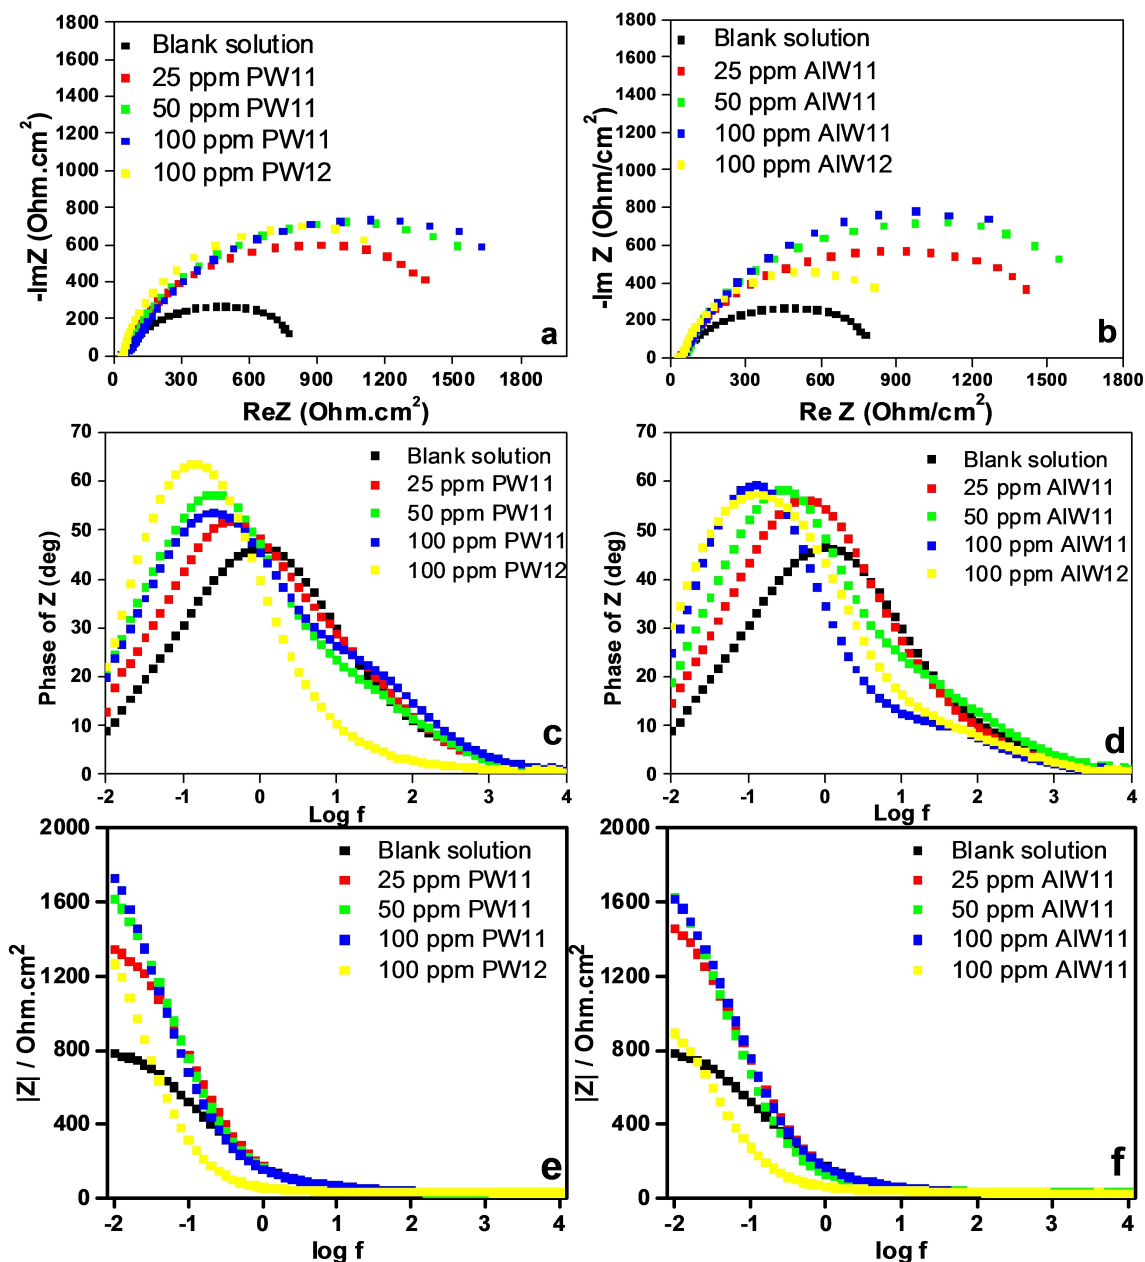 1800
1600
1400
1200
1000
800
600
400
200
0
-ImZ (Ohm.cm2)
Blank solution
25 ppm PW11
50 ppm PW11
100 ppm PW11
100 ppm PW12
a
0 300 600 900 1200 1500 1800
ReZ (Ohm.cm2)
1800
1600
1400
1200
1000
800
600
400
200
0
-Im Z (Ohm/cm2)
Blank solution
25 ppm AlW11
50 ppm AlW11
100 ppm AlW11
100 ppm AlW12
b
0 300 600 900 1200 1500 1800
Re Z (Ohm/cm2)
70
60
50
40
30
20
10
0
Phase of Z (deg)
Blank solution
25 ppm PW11
50 ppm PW11
100 ppm PW11
100 ppm PW12
c
-2 -1 0 1 2 3 4
Log f
70
60
50
40
30
20
10
0
Phase of Z (deg)
Blank solution
25 ppm AlW11
50 ppm AlW11
100 ppm AlW11
100 ppm AlW12
d
-2 -1 0 1 2 3 4
Log f
2000
1600
1200
800
400
0
|Z| / Ohm.cm2
Blank solution
25 ppm PW11
50 ppm PW11
100 ppm PW11
100 ppm PW12
e
-2 -1 0 1 2 3 4
log f
2000
1600
1200
800
400
0
|Z| / Ohm.cm2
Blank solution
25 ppm AlW11
50 ppm AlW11
100 ppm AlW11
100 ppm AlW11
f
-2 -1 0 1 2 3 4
log f